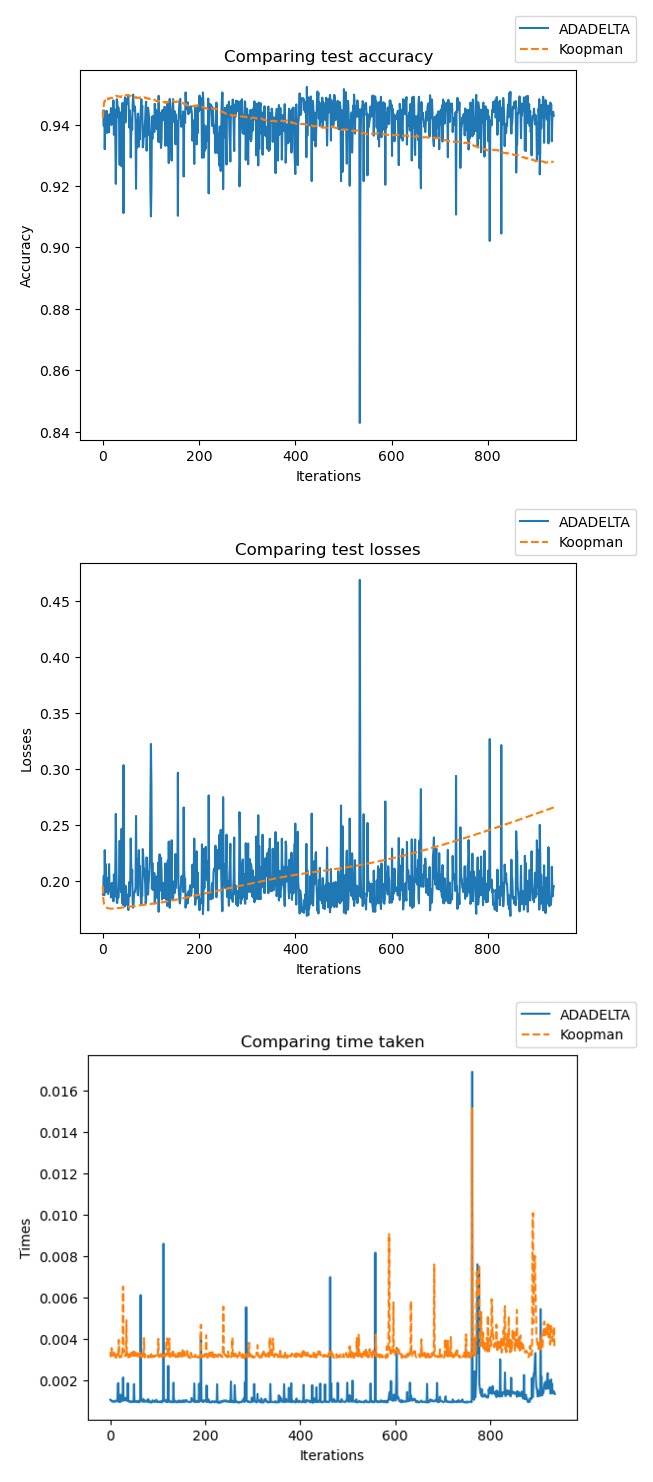 ADADELTA
Koopman
Comparing test accuracy
0.94
0.92
0.90
0.88
0.86
0.84
Accuracy
0 200 400 600 800
Iterations
ADADELTA
Koopman
Comparing test losses
0.45
0.40
0.35
0.30
0.25
0.20
Losses
0 200 400 600 800
Iterations
ADADELTA
Koopman
Comparing time taken
0.016
0.014
0.012
0.010
0.008
0.006
0.004
0.002
Times
0 200 400 600 800
Iterations